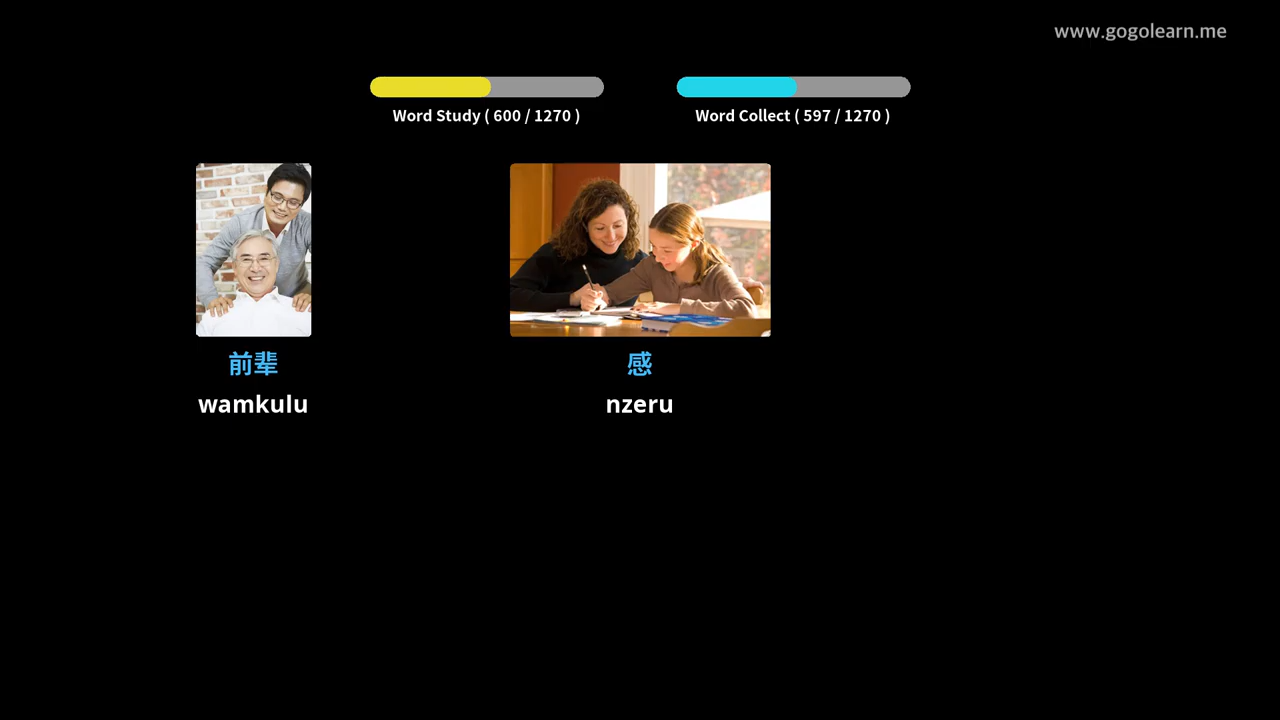 www.gogolearn.me
Word Study ( 600 / 1270 )
Word Collect ( 597 / 1270 )
前辈
wamkulu
感
nzeru